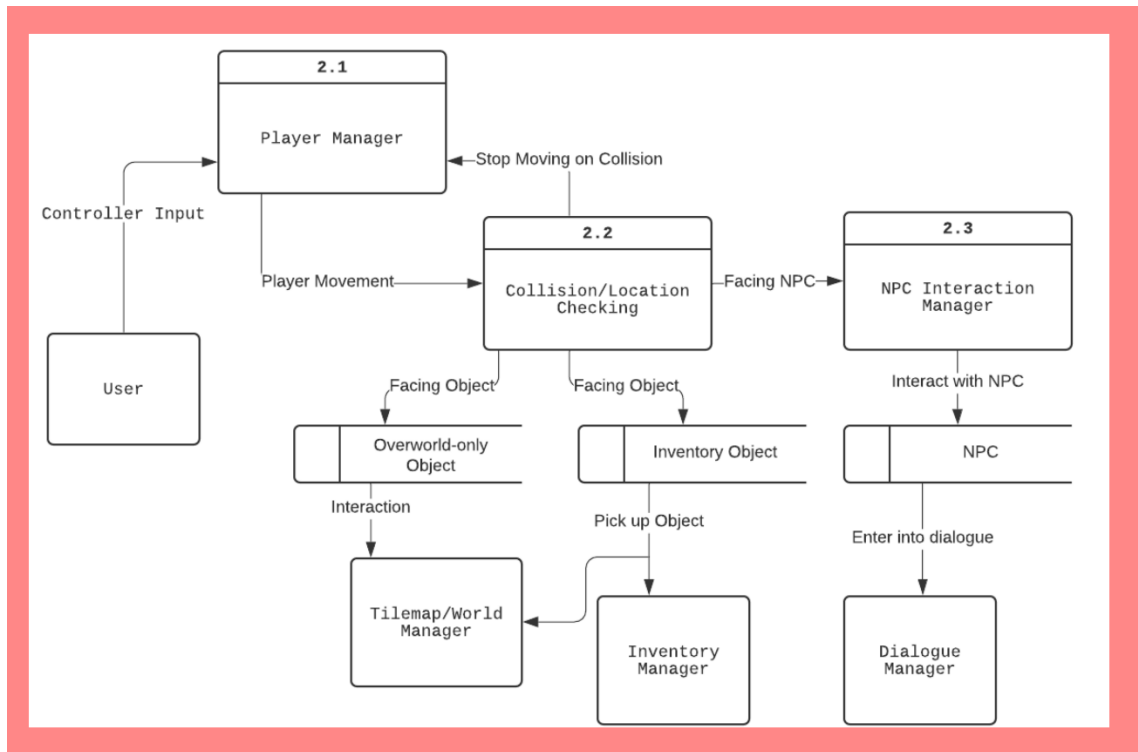 2.1
Player Manager
Stop Moving on Collision
Controller Input
2.2
2.3
Player Movement
Collision/Location
Checking
Facing NPC
NPC Interaction
Manager
User
Facing Object
Facing Object
Interact with NPC
Overworld-only
Object
Inventory Object
NPC
Interaction
Pick up Object
Enter into dialogue
Tilemap/World
Manager
Inventory
Manager
Dialogue
Manager